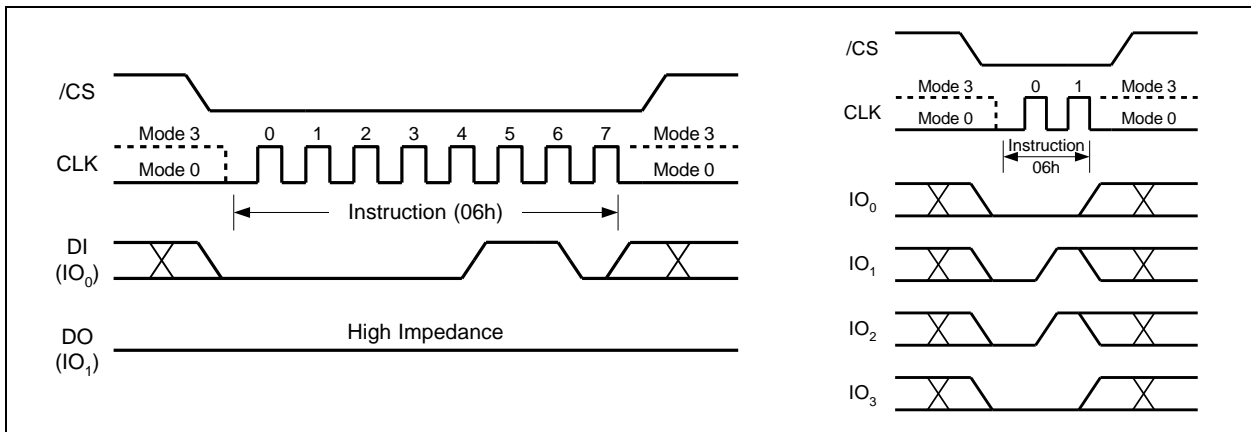 /CS
Mode 3
0 1 2 3 4 5 6 7
Mode 3
CLK
Mode 0
Mode 0
Instruction (06h)
DI
(IO0)
DO
(IO1)
High Impedance
/CS
Mode 3
0 1
Mode 3
CLK
Mode 0
Mode 0
Instruction
06h
IO0
IO1
IO2
IO3